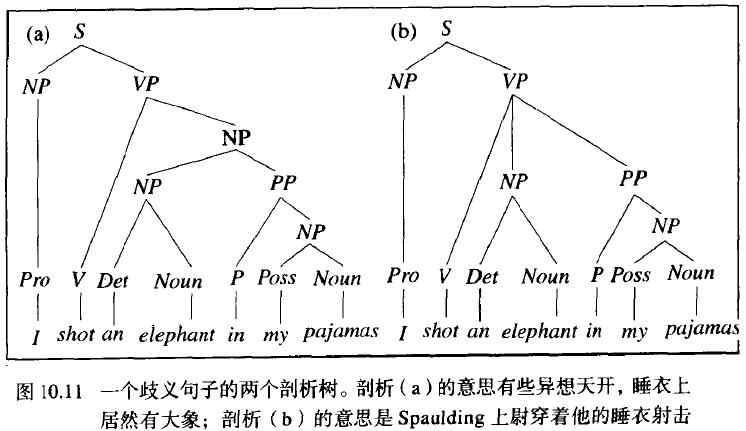 (a) S (b) S
NP VP NP VP
NP
NP PP NP PP
NP NP
Pro V Det Noun P Poss Noun Pro V Det Noun P Poss Noun
I shot an elephant in my pajamas I shot an elephant in my pajamas
图 10.11 一个歧义句子的两个剖析树。剖析(a)的意思有些异想天开,睡衣上
居然有大象;剖析(b)的意思是 Spaulding 上尉穿着他的睡衣射击